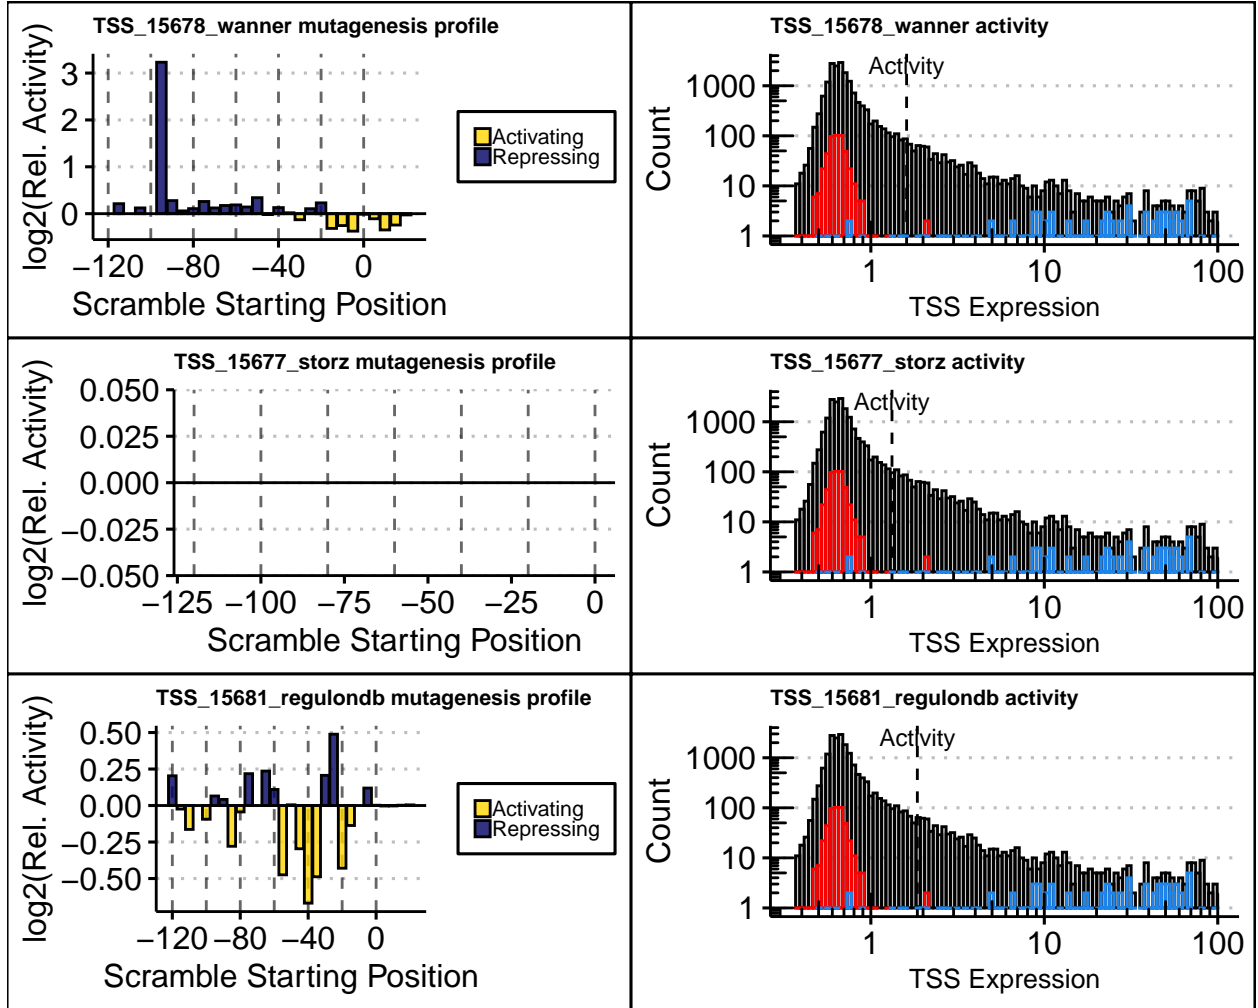 TSS_15678_wanner mutagenesis profile
log2(Rel. Activity)
3
2
1
0
−120 −80 −40 0
Scramble Starting Position
Activating
Repressing
TSS_15678_wanner activity
Activity
Count
1000
100
10
1
1 10 100
TSS Expression
TSS_15677_storz mutagenesis profile
log2(Rel. Activity)
0.050
0.025
0.000
−0.025
−0.050
−125 −100 −75 −50 −25 0
Scramble Starting Position
TSS_15677_storz activity
Activity
Count
1000
100
10
1
1 10 100
TSS Expression
TSS_15681_regulondb mutagenesis profile
log2(Rel. Activity)
0.50
0.25
0.00
−0.25
−0.50
−120 −80 −40 0
Scramble Starting Position
Activating
Repressing
TSS_15681_regulondb activity
Activity
Count
1000
100
10
1
1 10 100
TSS Expression